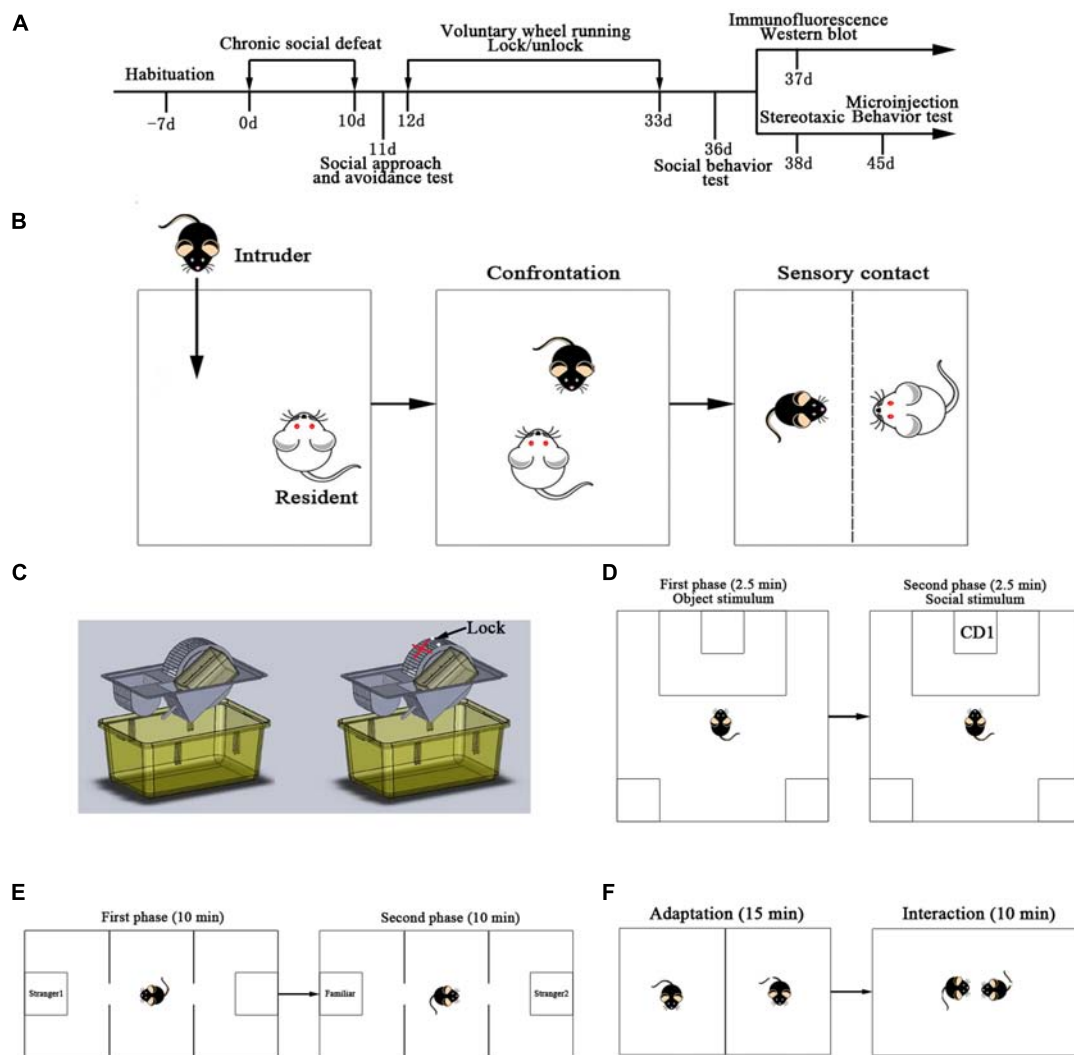 A
Habituation
-7d
Chronic social defeat
0d
10d
11d
Social approach
and avoidance test
12d
Voluntary wheel running
Lock/unlock
33d
36d
Social behavior
test
Immunofluorescence
Western blot
37d
Stereotaxic
38d
Microinjection
Behavior test
45d
B
Intruder
Resident
Confrontation
Sensory contact
C
Lock
D
First phase (2.5 min)
Object stimulum
Second phase (2.5 min)
Social stimulum
CD1
E
First phase (10 min)
Stranger1
Second phase (10 min)
Familiar
Stranger2
F
Adaptation (15 min)
Interaction (10 min)